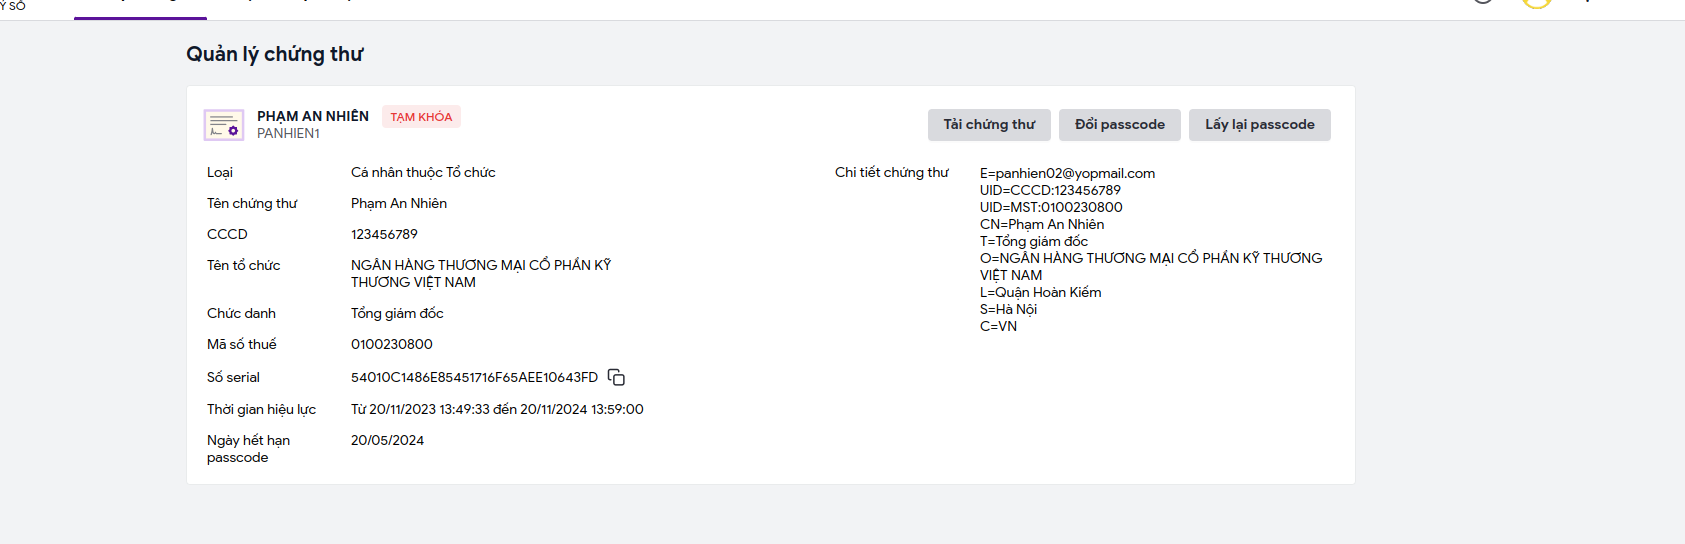 Ý SỐ
Quản lý chứng thư
PHẠM AN NHIÊN
TẠM KHÓA
PANHIEN1
Tải chứng thư
Đổi passcode
Lấy lại passcode
Loại
Cá nhân thuộc Tổ chức
Tên chứng thư
Phạm An Nhiên
CCCD
123456789
Tên tổ chức
NGÂN HÀNG THƯƠNG MẠI CỔ PHẦN KỸ
THƯƠNG VIỆT NAM
Chức danh
Tổng giám đốc
Mã số thuế
0100230800
Số serial
54010C1486E85451716F65AEE10643FD
Thời gian hiệu lực
Từ 20/11/2023 13:49:33 đến 20/11/2024 13:59:00
Ngày hết hạn
passcode
20/05/2024
Chi tiết chứng thư
E=panhien02@yopmail.com
UID=CCCD:123456789
UID=MST:0100230800
CN=Phạm An Nhiên
T=Tổng giám đốc
O=NGÂN HÀNG THƯƠNG MẠI CỔ PHẦN KỸ THƯƠNG
VIỆT NAM
L=Quận Hoàn Kiếm
S=Hà Nội
C=VN